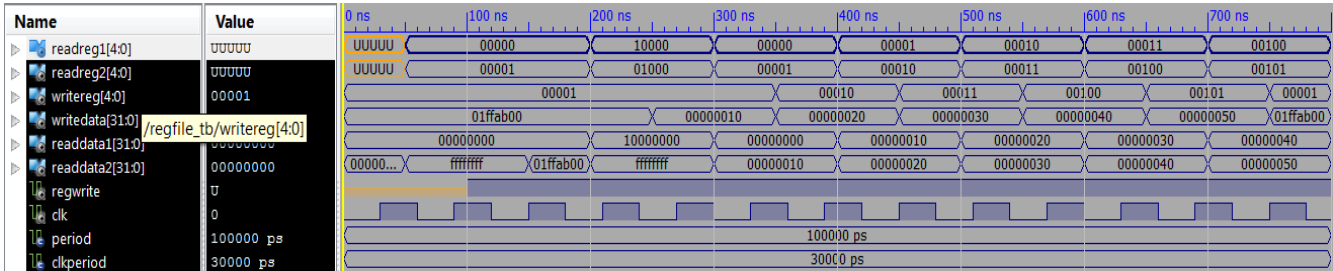 Name Value 0 ns 100 ns 200 ns 300 ns 400 ns 500 ns 600 ns 700 ns
readreg1[4:0] UUUUU UUUUU 00000 10000 00000 00001 00010 00011 00100
readreg2[4:0] UUUUU UUUUU 00001 01000 00001 00010 00011 00100 00101
writereg[4:0] 00001 00001 00010 00011 00100 00101 00001
writedata[31:0] 01ffab00 00000010 00000020 00000030 00000040 00000050 01ffab00
/regfile_tb/writereg[4:0]
readdata1[31:0] 00000000 00000000 10000000 00000000 00000010 00000020 00000030 00000040
readdata2[31:0] 00000000 00000... ffffffff 01ffab00 ffffffff 00000010 00000020 00000030 00000040 00000050
regwrite U
clk 0
period 100000 ps 100000 ps
clkperiod 30000 ps 30000 ps